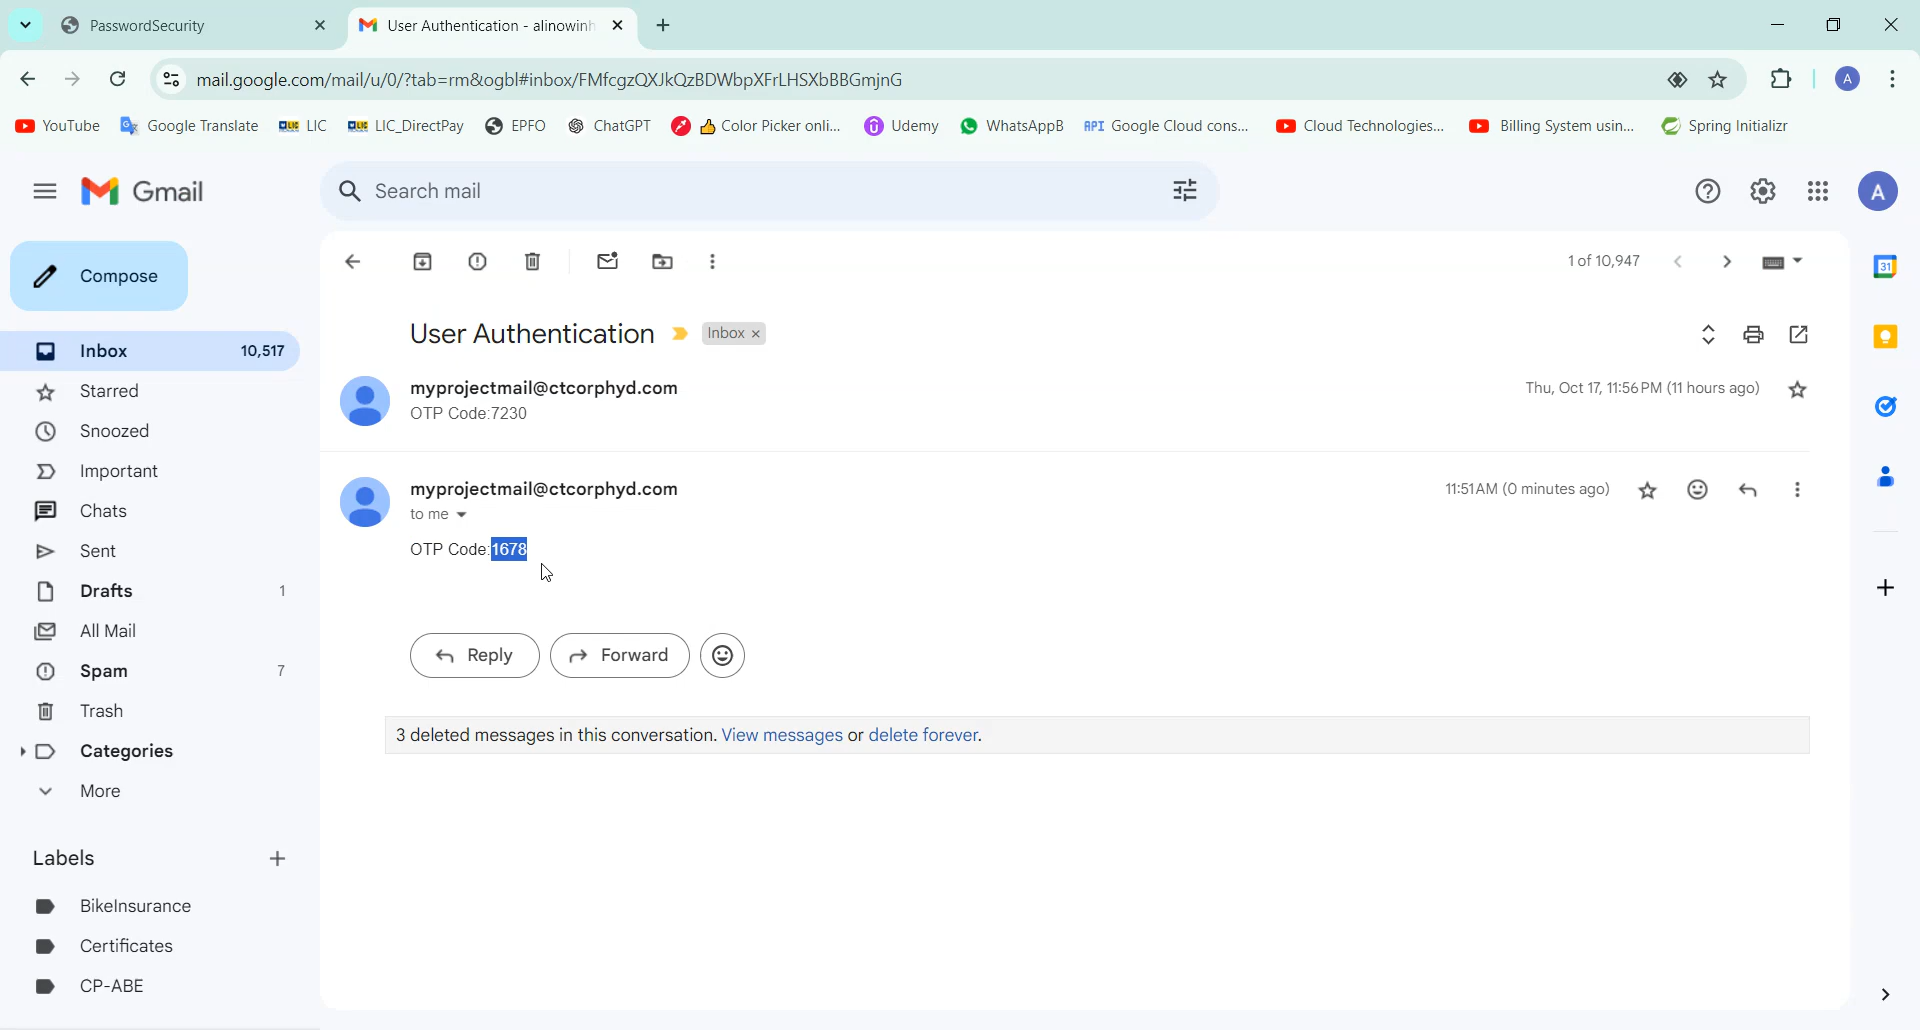 PasswordSecurity
User Authentication - alinowinh
mail.google.com/mail/u/0/?tab=rm&ogbl#inbox/FMfcgzQXJkQzBDWbpXFrLHSXbBBGmjnG
A
YouTube Google Translate LIC LIC_DirectPay EPFO ChatGPT Color Picker onli... Udemy WhatsAppB API Google Cloud cons... Cloud Technologies... Billing System usin... Spring Initializr
Gmail
Search mail
A
Compose
1 of 10,947
31
User Authentication
Inbox ×
Inbox 10,517
Starred
Snoozed
Important
Chats
Sent
Drafts 1
All Mail
Spam 7
Trash
Categories
More
Labels
BikeInsurance
Certificates
CP-ABE
myprojectmail@ctcorphyd.com
Thu, Oct 17, 11:56 PM (11 hours ago)
OTP Code:7230
myprojectmail@ctcorphyd.com
11:51 AM (0 minutes ago)
to me
OTP Code:1678
Reply
Forward
3 deleted messages in this conversation. View messages or delete forever.